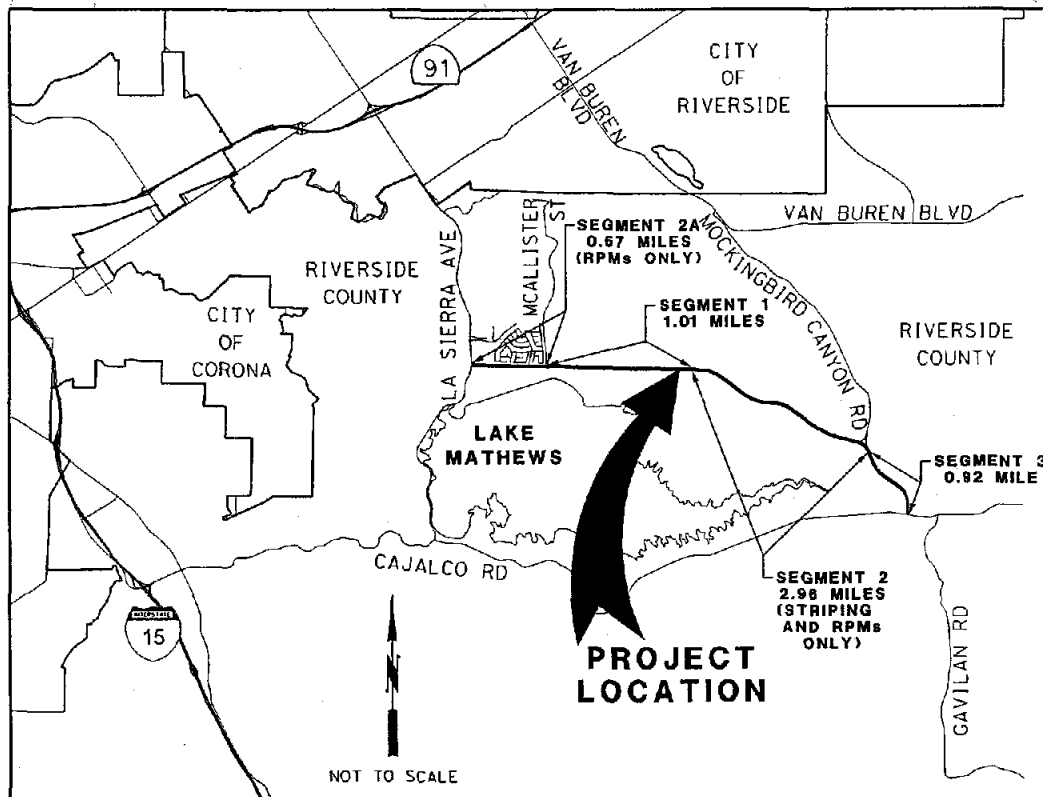 91
VAN BUREN
BLVD
CITY
OF
RIVERSIDE
VAN BUREN BLVD
MOCKINGBIRD CANYON RD
MCALLISTER
ST
SEGMENT 2A
0.67 MILES
(RPMs ONLY)
LA SIERRA AVE
RIVERSIDE
COUNTY
SEGMENT 1
1.01 MILES
CITY
OF
CORONA
RIVERSIDE
COUNTY
LAKE
MATHEWS
SEGMENT 3
0.92 MILE
CAJALCO RD
SEGMENT 2
2.96 MILES
(STRIPING
AND RPMs
ONLY)
INTERSTATE
15
PROJECT
LOCATION
GAVILAN RD
N
NOT TO SCALE